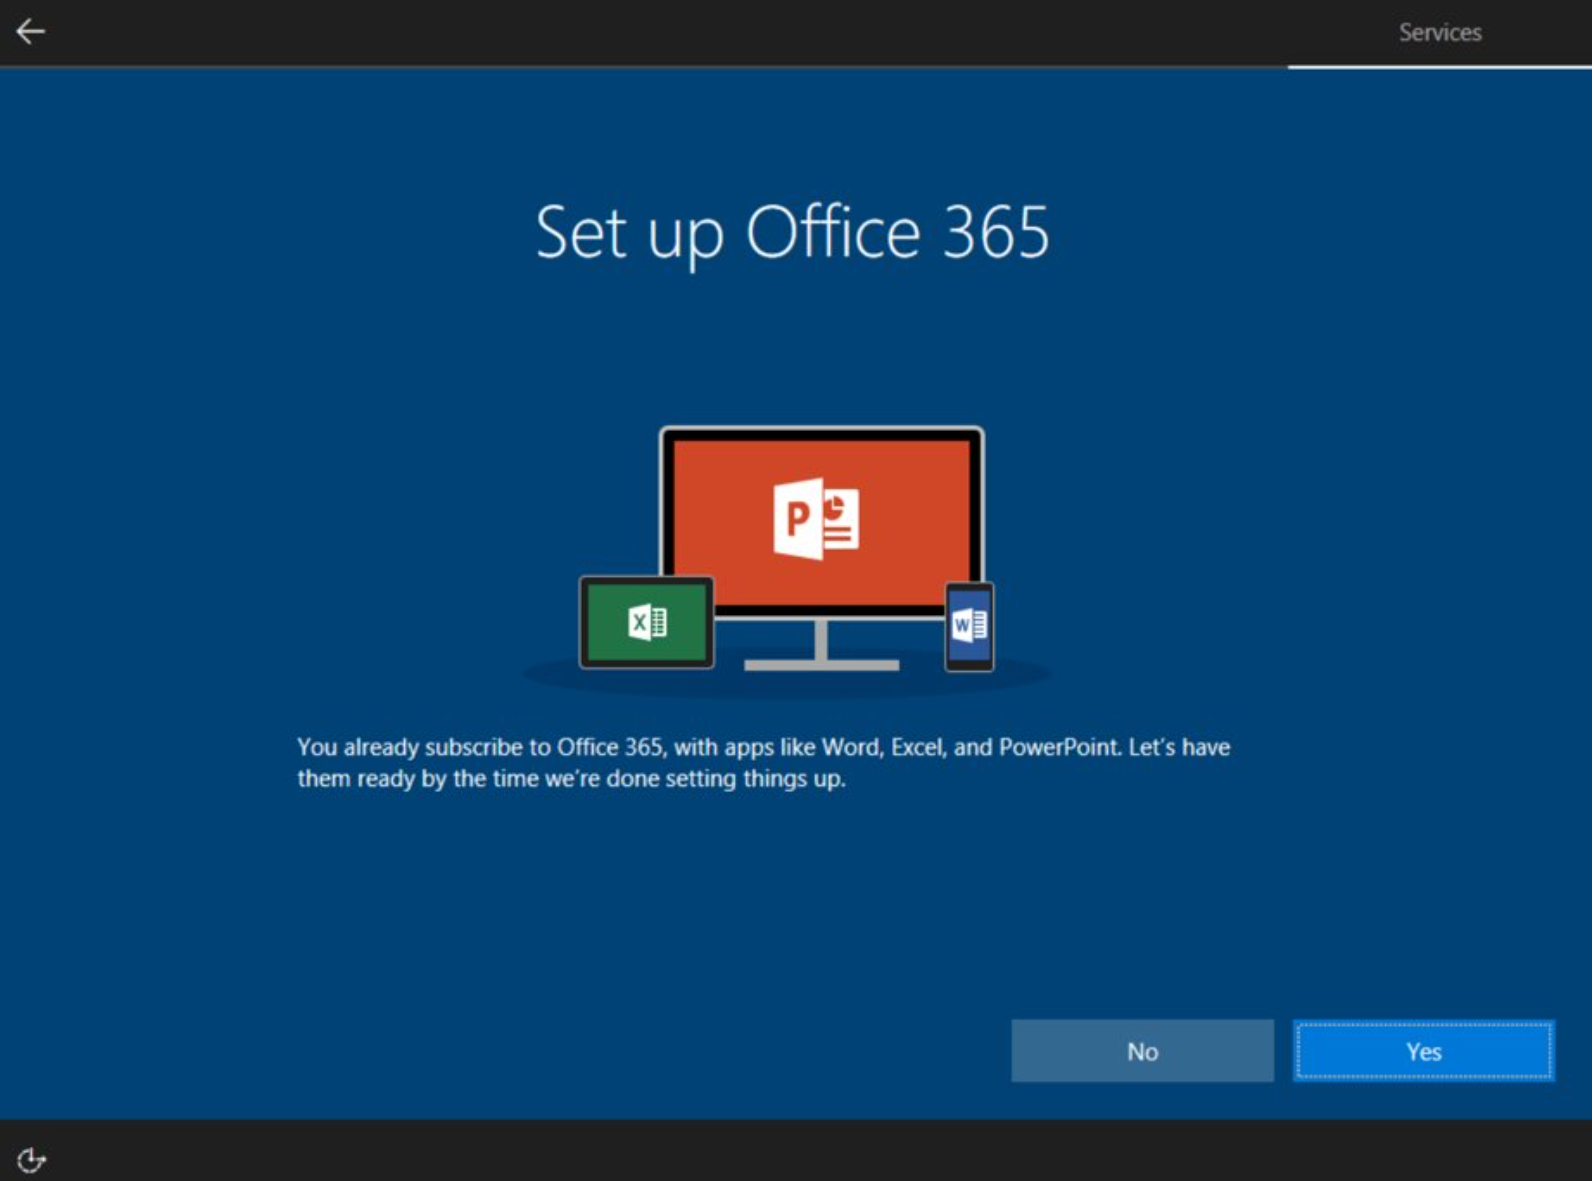 Services
Set up Office 365
P
X
W
You already subscribe to Office 365, with apps like Word, Excel, and PowerPoint. Let's have
them ready by the time we're done setting things up.
No
Yes